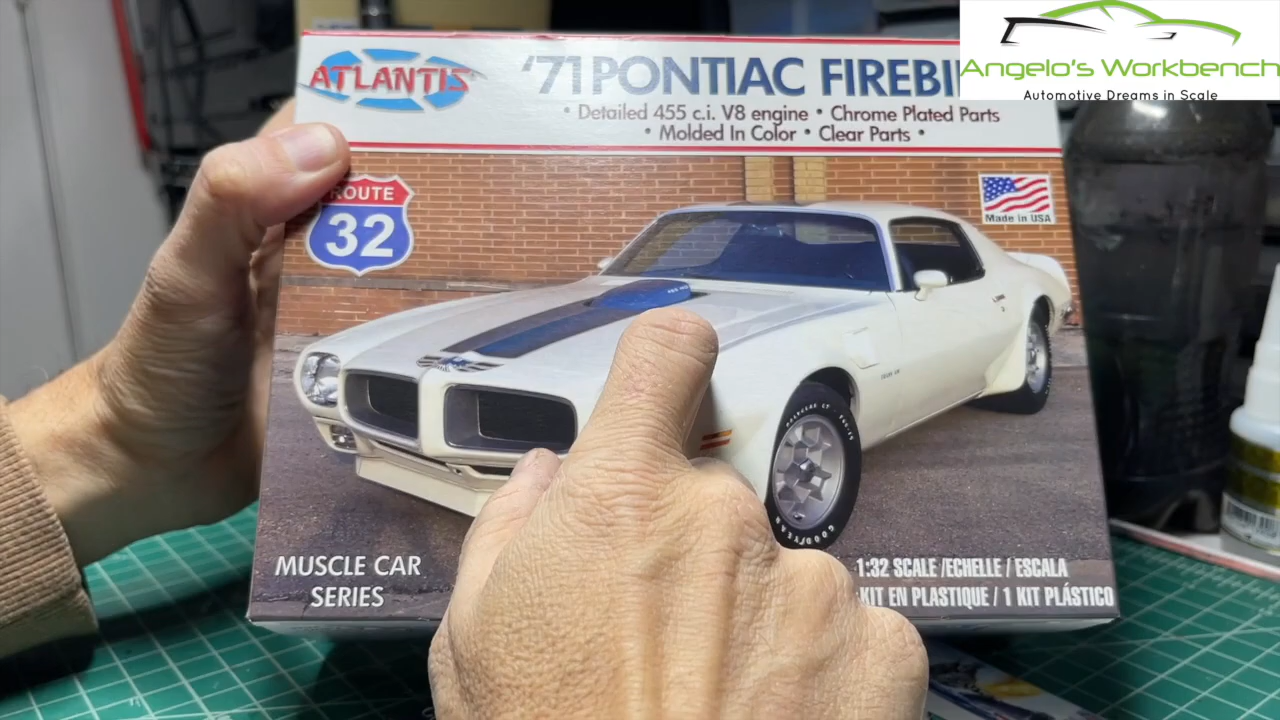 ATLANTIS
'71 PONTIAC FIREBI
• Detailed 455 c.i. V8 engine • Chrome Plated Parts
• Molded In Color • Clear Parts •
Angelo's Workbench
Automotive Dreams in Scale
ROUTE
32
Made in USA
GOODYEAR
MUSCLE CAR
SERIES
1:32 SCALE /ECHELLE / ESCALA
KIT EN PLASTIQUE / 1 KIT PLÁSTICO